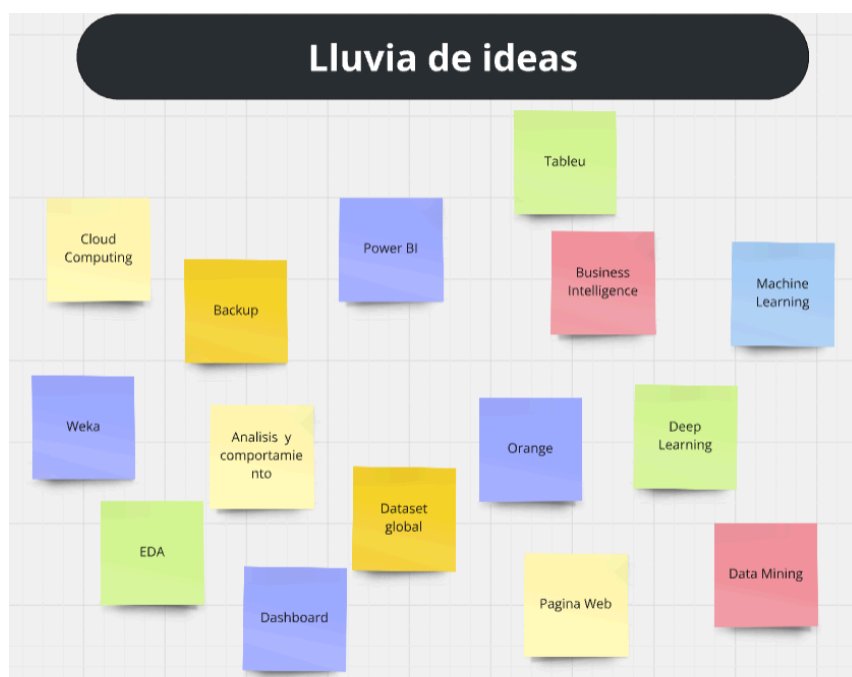 Lluvia de ideas
Tableu
Cloud
Computing
Power BI
Business
Intelligence
Machine
Learning
Backup
Weka
Analisis y
comportamie
nto
Orange
Deep
Learning
Dataset
global
EDA
Data Mining
Dashboard
Pagina Web